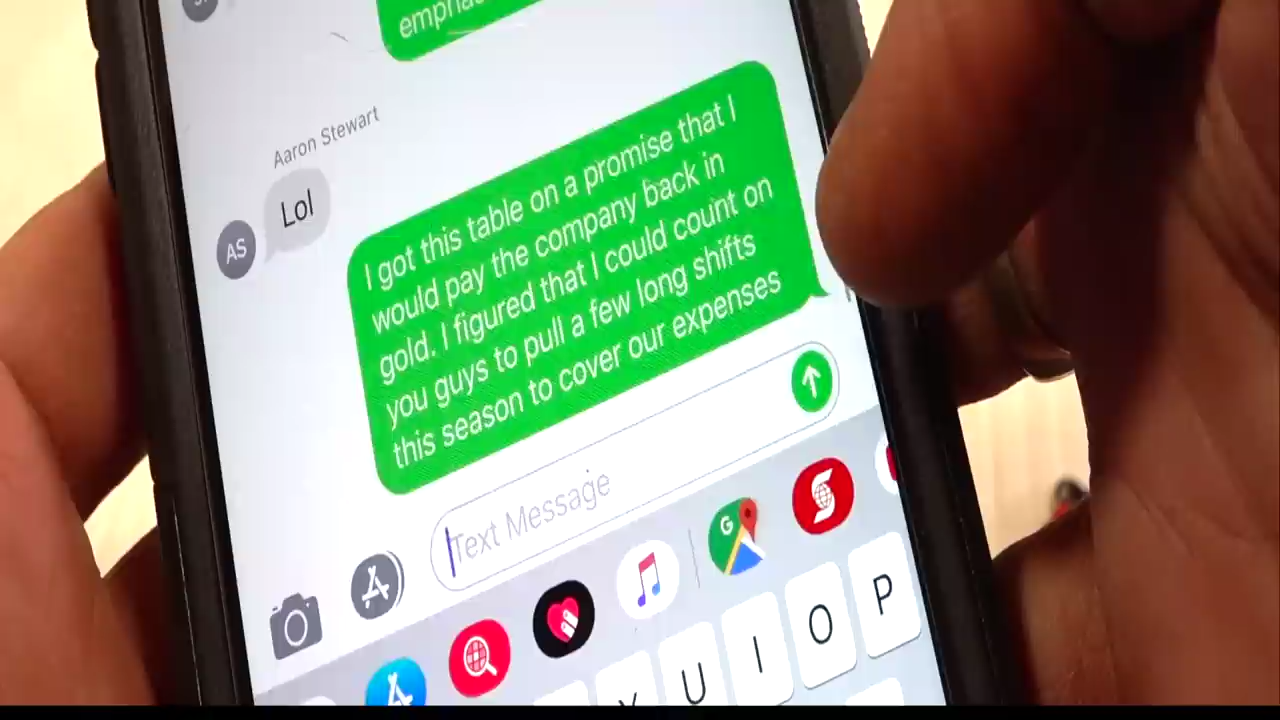 Aaron Stewart
Lol
AS
I got this table on a promise that I
would pay the company back in
gold. I figured that I could count on
you guys to pull a few long shifts
this season to cover our expenses
Text Message
G
U
I
O
P